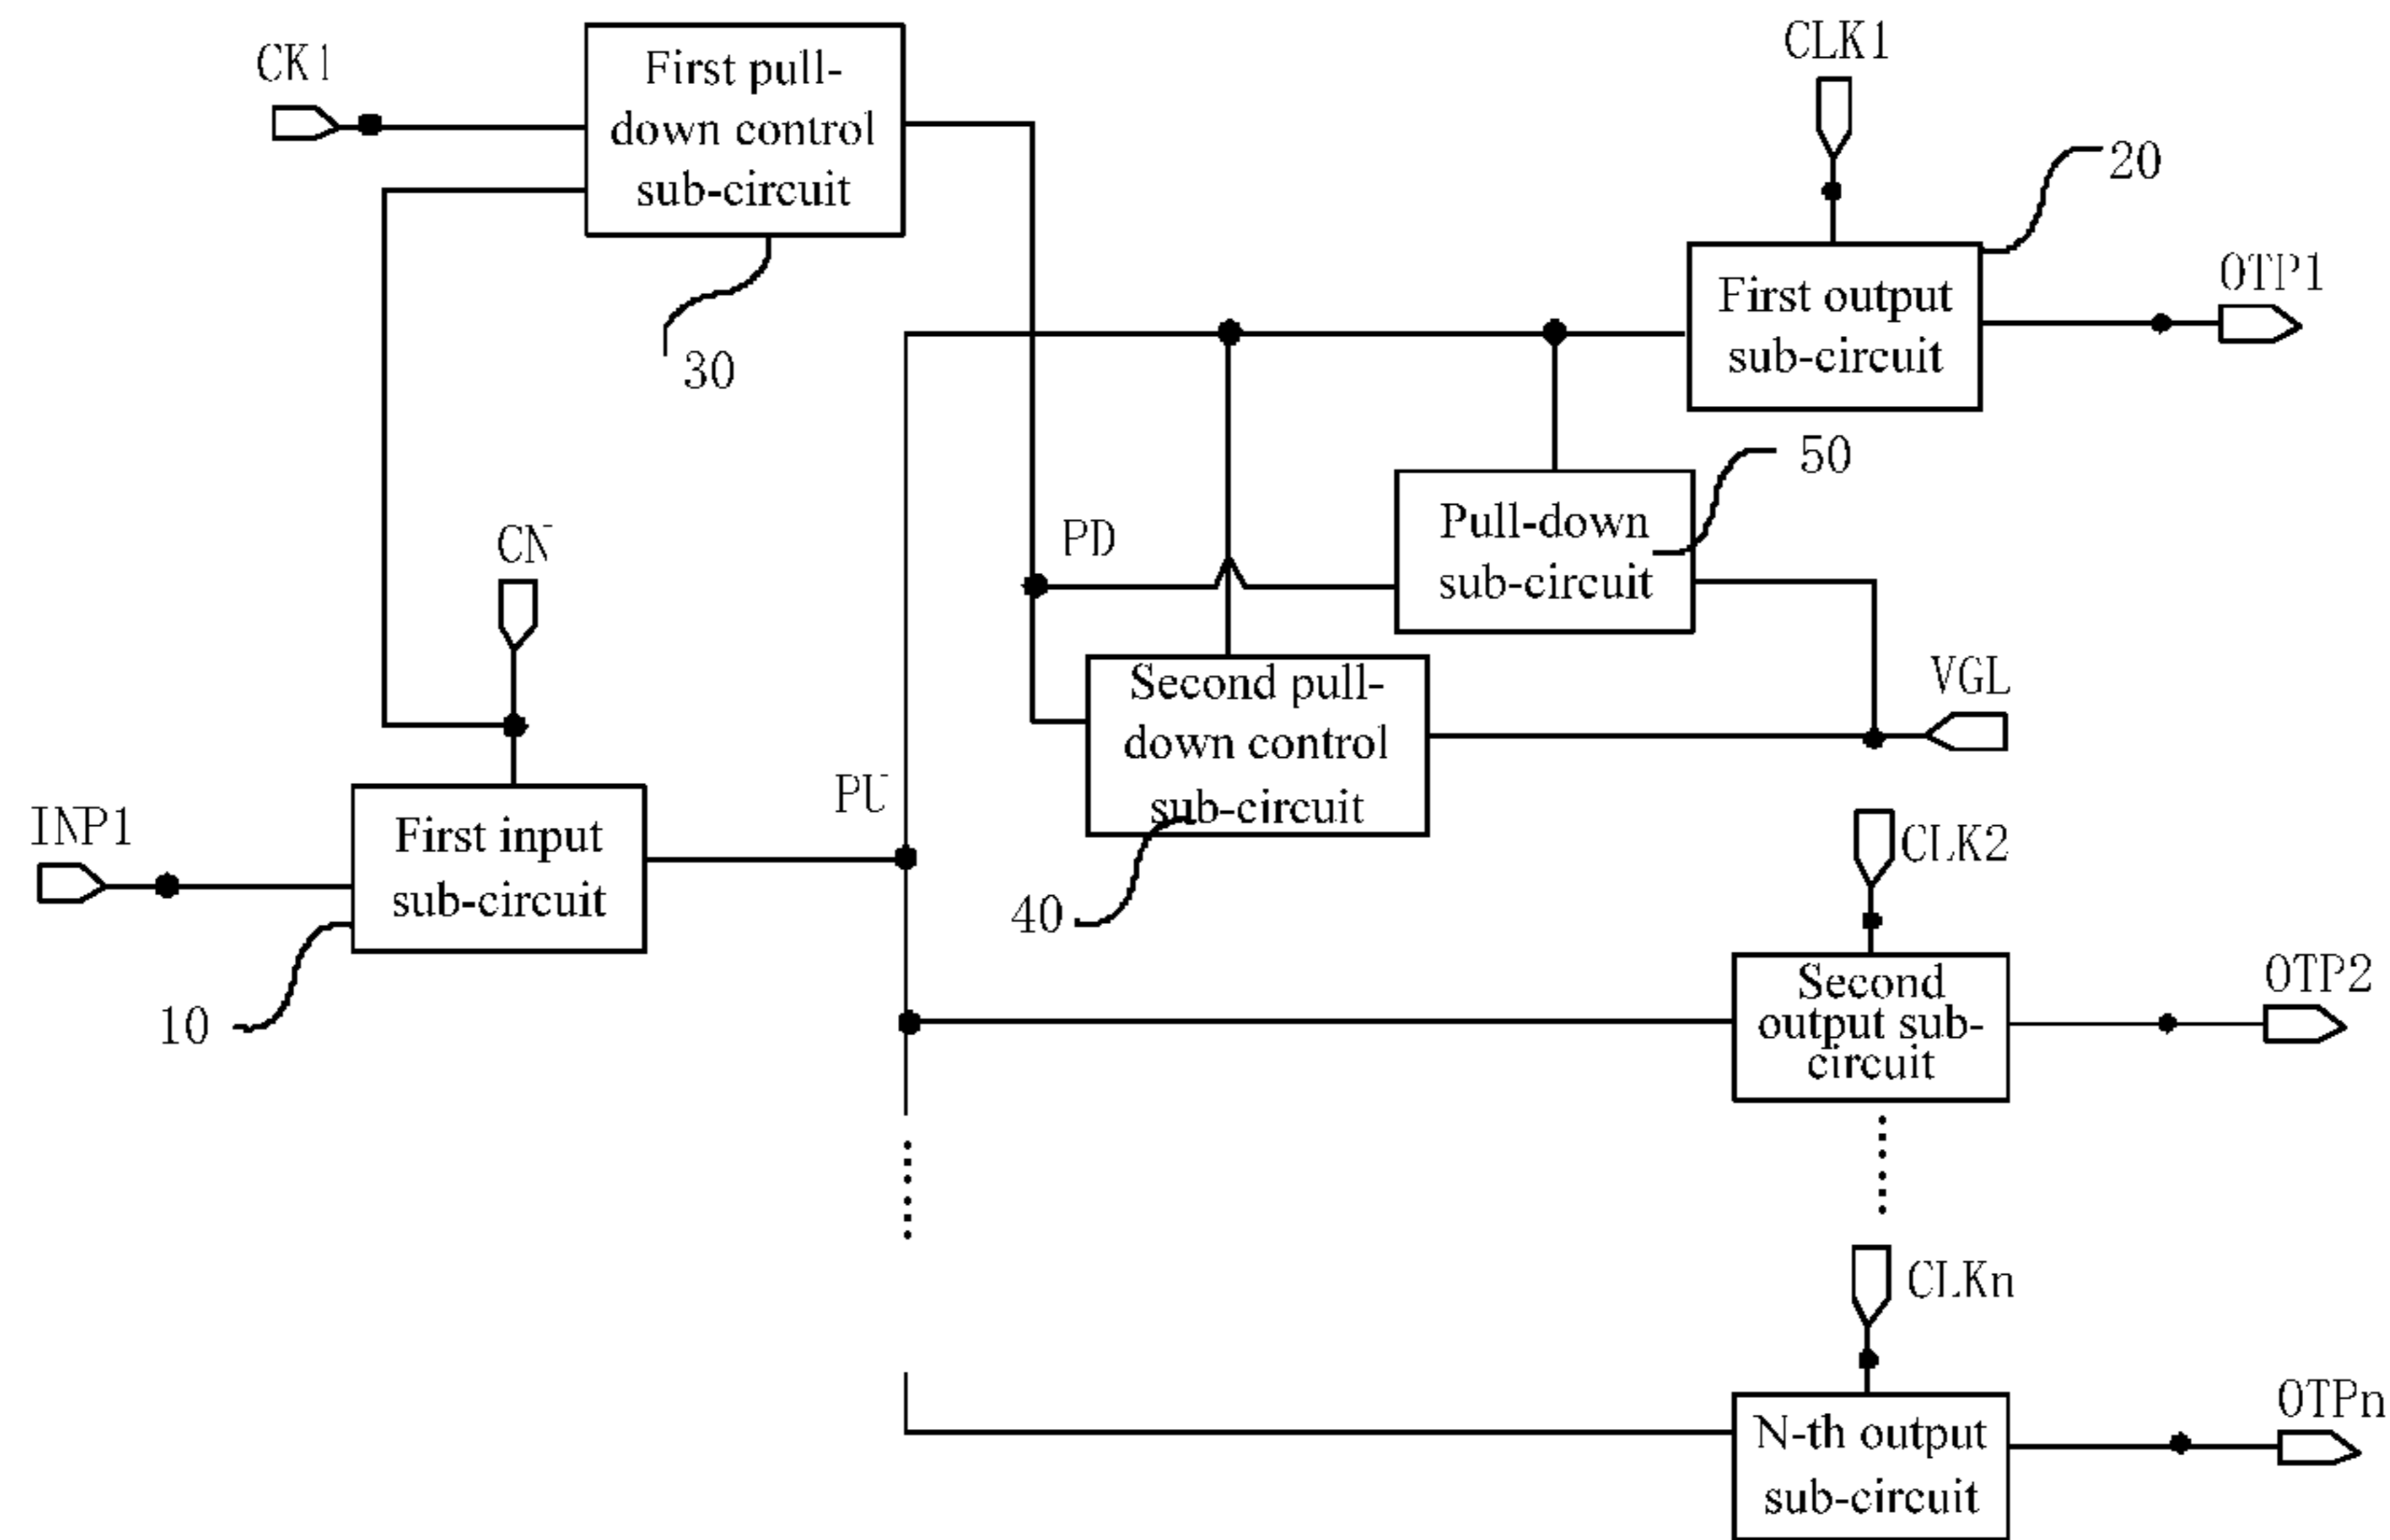 CK1
First pull-
down control
sub-circuit
30
CLK1
20
First output
sub-circuit
OTP1
CN
PD
Pull-down
sub-circuit
50
Second pull-
down control
sub-circuit
40
VGL
INP1
First input
sub-circuit
10
PU
CLK2
Second
output sub-
circuit
OTP2
CLKn
N-th output
sub-circuit
OTPn